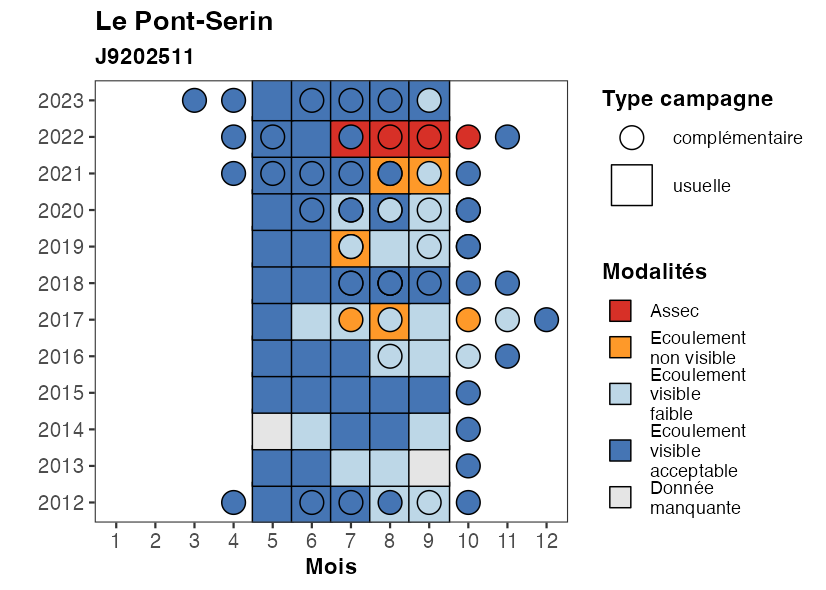 Le Pont-Serin
J9202511
2023
2022
2021
2020
2019
2018
2017
2016
2015
2014
2013
2012
1 2 3 4 5 6 7 8 9 10 11 12
Mois
Type campagne
complémentaire
usuelle
Modalités
Assec
Ecoulement
non visible
Ecoulement
visible
faible
Ecoulement
visible
acceptable
Donnée
manquante